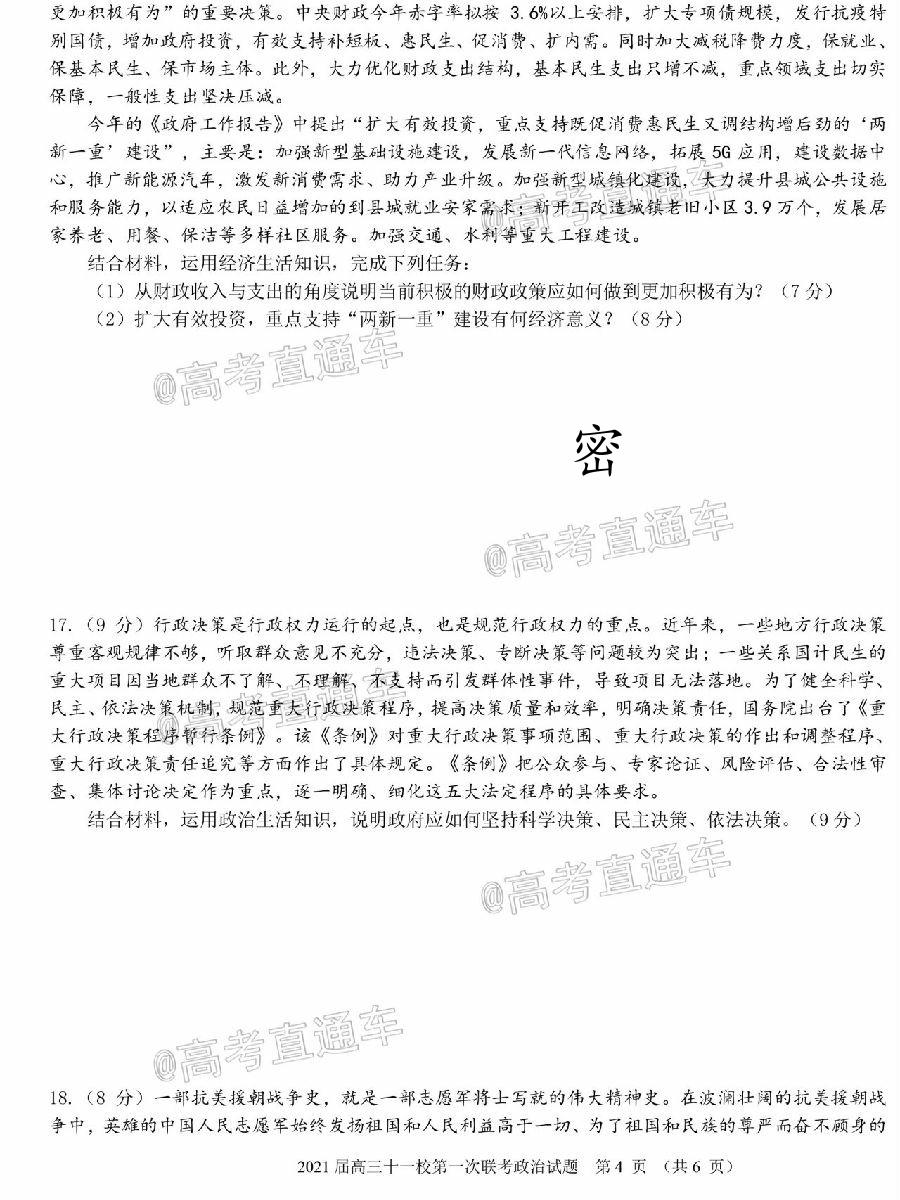 更加积极有为”的重要决策。中央财政今年赤字率拟按 3.6%以上安排，扩大专项债规模，发行抗疫特
别国债，增加政府投资，有效支持补短板、惠民生、促消费、扩内需。同时加大减税降费力度，保就业、
保基本民生、保市场主体。此外，大力优化财政支出结构，基本民生支出只增不减，重点领域支出切实
保障，一般性支出坚决压减。
今年的《政府工作报告》中提出“扩大有效投资，重点支持既促消费惠民生又调结构增后劲的‘两
新一重’建设”，主要是：加强新型基础设施建设，发展新一代信息网络，拓展 5G 应用，建设数据中
心，推广新能源汽车，激发新消费需求、助力产业升级。加强新型城镇化建设，大力提升县城公共设施
和服务能力，以适应农民日益增加的到县城就业安家需求；新开工改造城镇老旧小区 3.9 万个，发展居
家养老、用餐、保洁等多样社区服务。加强交通、水利等重大工程建设。
结合材料，运用经济生活知识，完成下列任务：
（1）从财政收入与支出的角度说明当前积极的财政政策应如何做到更加积极有为？（7 分）
（2）扩大有效投资，重点支持“两新一重”建设有何经济意义？（8 分）
@高考直通车
@高考直通车
密
@高考直通车
17.（9 分）行政决策是行政权力运行的起点，也是规范行政权力的重点。近年来，一些地方行政决策
尊重客观规律不够，听取群众意见不充分，违法决策、专断决策等问题较为突出；一些关系国计民生的
重大项目因当地群众不了解、不理解、不支持而引发群体性事件，导致项目无法落地。为了健全科学、
民主、依法决策机制，规范重大行政决策程序，提高决策质量和效率，明确决策责任，国务院出台了《重
大行政决策程序暂行条例》。该《条例》对重大行政决策事项范围、重大行政决策的作出和调整程序、
重大行政决策责任追究等方面作出了具体规定。《条例》把公众参与、专家论证、风险评估、合法性审
查、集体讨论决定作为重点，逐一明确、细化这五大法定程序的具体要求。
结合材料，运用政治生活知识，说明政府应如何坚持科学决策、民主决策、依法决策。（9 分）
@高考直通车
@高考直通车
@高考直通车
18.（8 分）一部抗美援朝战争史，就是一部志愿军将士写就的伟大精神史。在波澜壮阔的抗美援朝战
争中，英雄的中国人民志愿军始终发扬祖国和人民利益高于一切、为了祖国和民族的尊严而奋不顾身的
2021 届高三十一校第一次联考政治试题 第 4 页 （共 6 页）